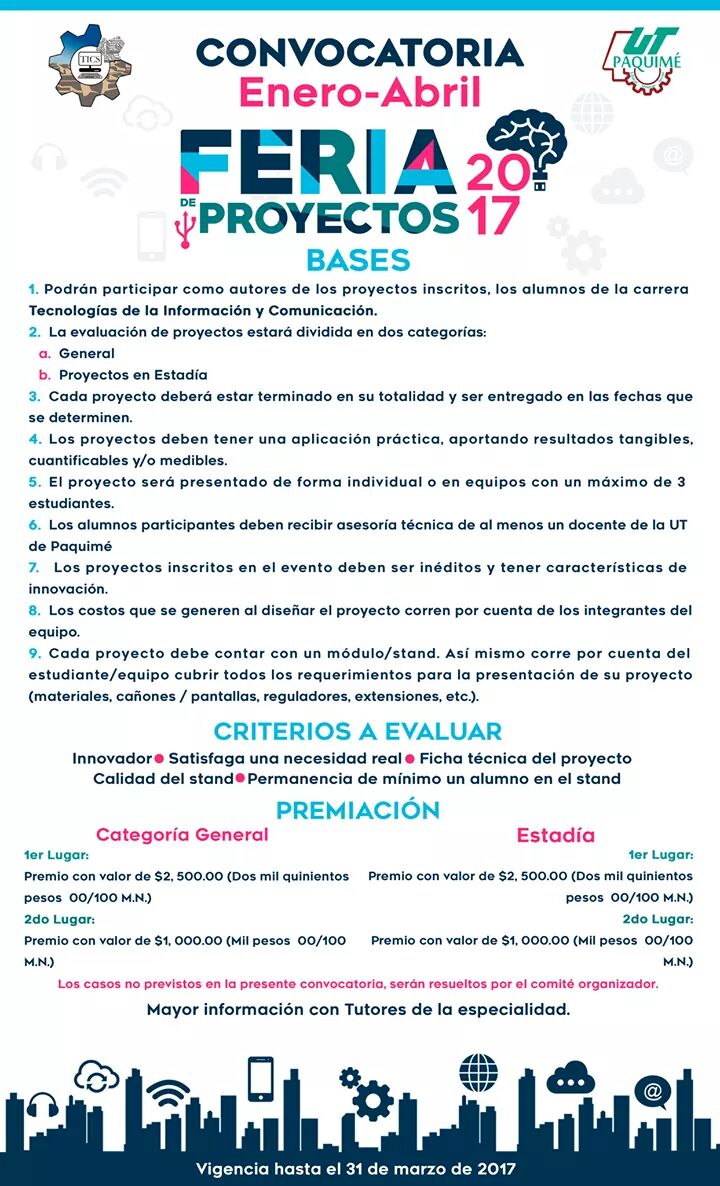 TICS
UT
PAQUIMÉ
CONVOCATORIA
Enero-Abril
FERIA
DE
PROYECTOS
20
17
BASES
1. Podrán participar como autores de los proyectos inscritos, los alumnos de la carrera
Tecnologías de la Información y Comunicación.
2. La evaluación de proyectos estará dividida en dos categorías:
a. General
b. Proyectos en Estadía
3. Cada proyecto deberá estar terminado en su totalidad y ser entregado en las fechas que
se determinen.
4. Los proyectos deben tener una aplicación práctica, aportando resultados tangibles,
cuantificables y/o medibles.
5. El proyecto será presentado de forma individual o en equipos con un máximo de 3
estudiantes.
6. Los alumnos participantes deben recibir asesoría técnica de al menos un docente de la UT
de Paquimé
7. Los proyectos inscritos en el evento deben ser inéditos y tener características de
innovación.
8. Los costos que se generen al diseñar el proyecto corren por cuenta de los integrantes del
equipo.
9. Cada proyecto debe contar con un módulo/stand. Así mismo corre por cuenta del
estudiante/equipo cubrir todos los requerimientos para la presentación de su proyecto
(materiales, cañones / pantallas, reguladores, extensiones, etc.).
CRITERIOS A EVALUAR
Innovador● Satisfaga una necesidad real● Ficha técnica del proyecto
Calidad del stand●Permanencia de mínimo un alumno en el stand
PREMIACIÓN
Categoría General
1er Lugar:
Premio con valor de $2, 500.00 (Dos mil quinientos
pesos 00/100 M.N.)
2do Lugar:
Premio con valor de $1, 000.00 (Mil pesos 00/100
M.N.)
Estadía
1er Lugar:
Premio con valor de $2, 500.00 (Dos mil quinientos
pesos 00/100 M.N.)
2do Lugar:
Premio con valor de $1, 000.00 (Mil pesos 00/100
M.N.)
Los casos no previstos en la presente convocatoria, serán resueltos por el comité organizador.
Mayor información con Tutores de la especialidad.
Vigencia hasta el 31 de marzo de 2017